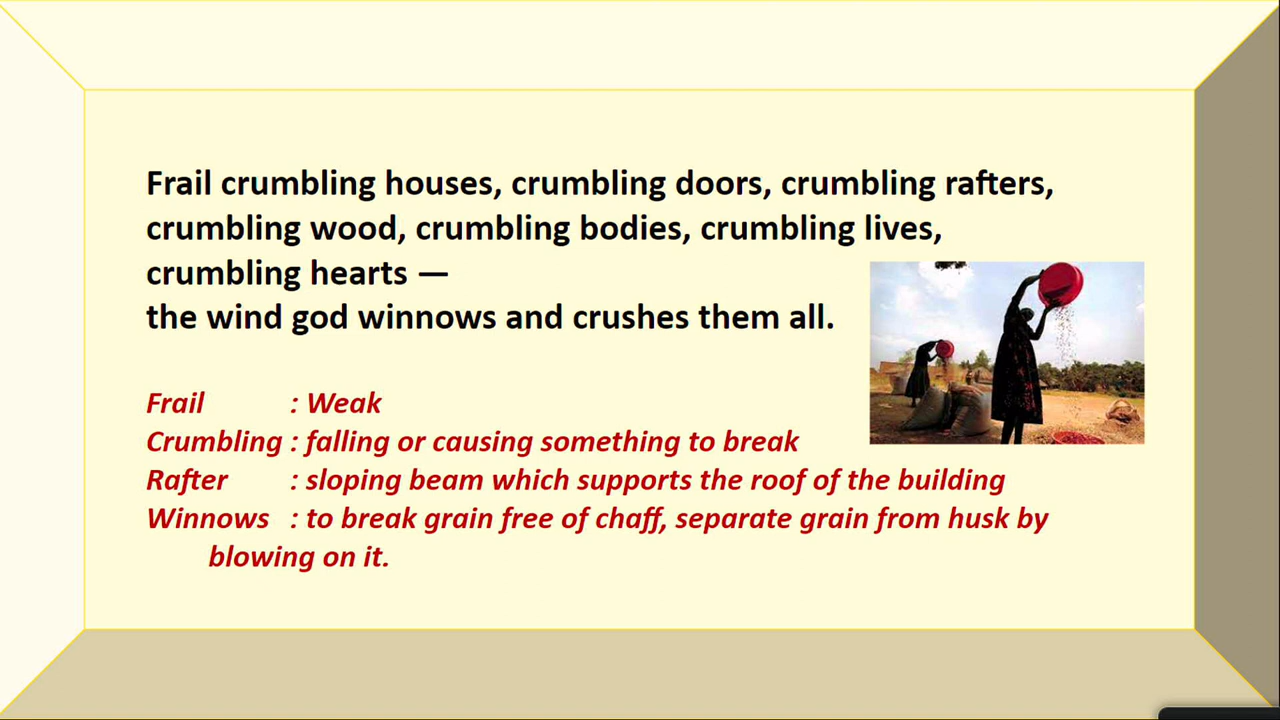 Frail crumbling houses, crumbling doors, crumbling rafters,
crumbling wood, crumbling bodies, crumbling lives,
crumbling hearts —
the wind god winnows and crushes them all.
Frail : Weak
Crumbling : falling or causing something to break
Rafter : sloping beam which supports the roof of the building
Winnows : to break grain free of chaff, separate grain from husk by
blowing on it.